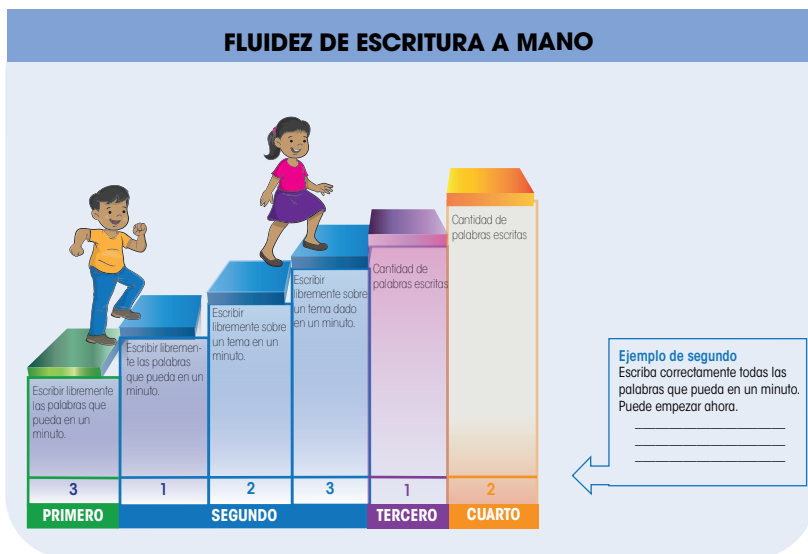 FLUIDEZ DE ESCRITURA A MANO
Escribir libremente
las palabras que
pueda en un
minuto.
Escribir libremen-
te las palabras
que pueda en un
minuto.
Escribir
libremente sobre
un tema en un
minuto.
Escribir
libremente sobre
un tema dado
en un minuto.
Cantidad de
palabras escritas
Cantidad de
palabras escritas
3
1
2
3
1
2
PRIMERO
SEGUNDO
TERCERO
CUARTO
Ejemplo de segundo
Escriba correctamente todas las
palabras que pueda en un minuto.
Puede empezar ahora.